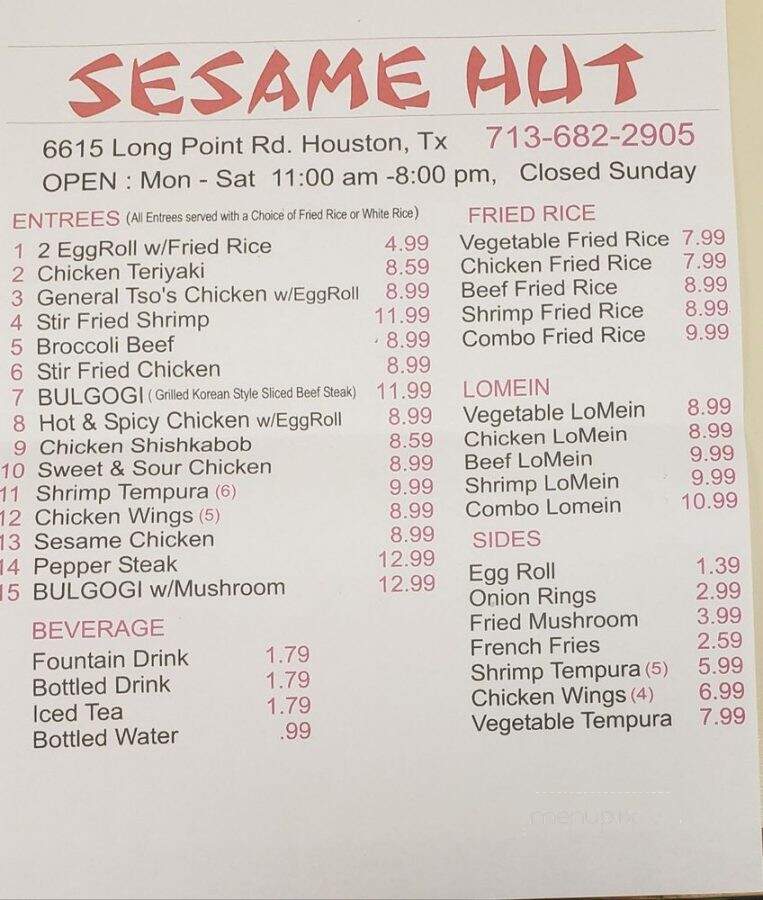 SESAME HUT
6615 Long Point Rd. Houston, Tx 713-682-2905
OPEN : Mon - Sat 11:00 am -8:00 pm, Closed Sunday
ENTREES (All Entrees served with a Choice of Fried Rice or White Rice)
1 2 EggRoll w/Fried Rice 4.99
2 Chicken Teriyaki 8.59
3 General Tso's Chicken w/EggRoll 8.99
4 Stir Fried Shrimp 11.99
5 Broccoli Beef 8.99
6 Stir Fried Chicken 8.99
7 BULGOGI ( Grilled Korean Style Sliced Beef Steak) 11.99
8 Hot & Spicy Chicken w/EggRoll 8.99
9 Chicken Shishkabob 8.59
10 Sweet & Sour Chicken 8.99
11 Shrimp Tempura (6) 9.99
12 Chicken Wings (5) 8.99
13 Sesame Chicken 8.99
14 Pepper Steak 12.99
15 BULGOGI w/Mushroom 12.99
BEVERAGE
Fountain Drink 1.79
Bottled Drink 1.79
Iced Tea 1.79
Bottled Water .99
FRIED RICE
Vegetable Fried Rice 7.99
Chicken Fried Rice 7.99
Beef Fried Rice 8.99
Shrimp Fried Rice 8.99
Combo Fried Rice 9.99
LOMEIN
Vegetable LoMein 8.99
Chicken LoMein 8.99
Beef LoMein 9.99
Shrimp LoMein 9.99
Combo Lomein 10.99
SIDES
Egg Roll 1.39
Onion Rings 2.99
Fried Mushroom 3.99
French Fries 2.59
Shrimp Tempura (5) 5.99
Chicken Wings (4) 6.99
Vegetable Tempura 7.99